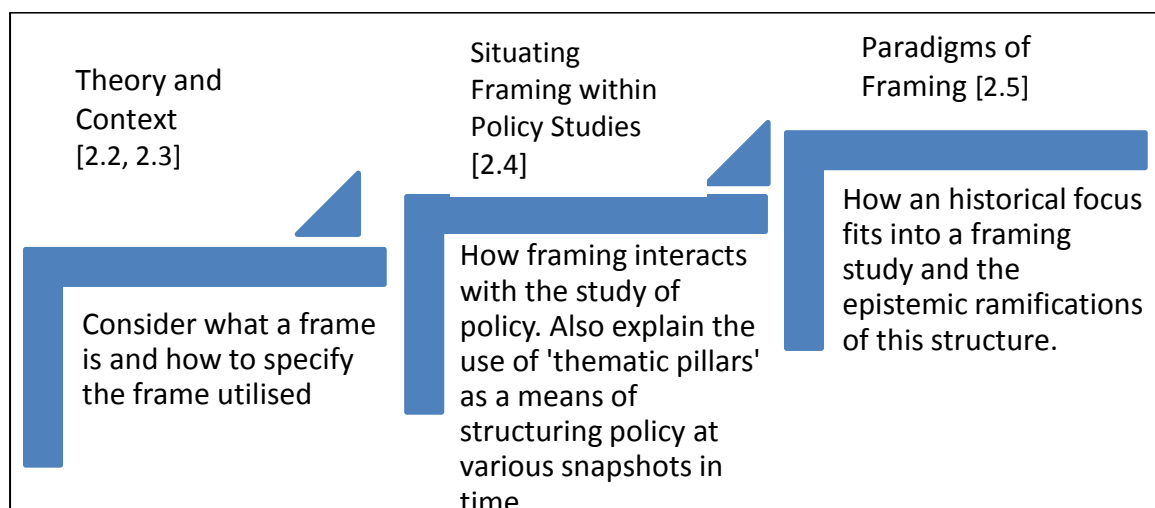 Theory and
Context
[2.2, 2.3]
Consider what a frame
is and how to specify
the frame utilised
Situating
Framing within
Policy Studies
[2.4]
How framing interacts
with the study of
policy. Also explain the
use of 'thematic pillars'
as a means of
structuring policy at
various snapshots in
time
Paradigms of
Framing [2.5]
How an historical focus
fits into a framing
study and the
epistemic ramifications
of this structure.